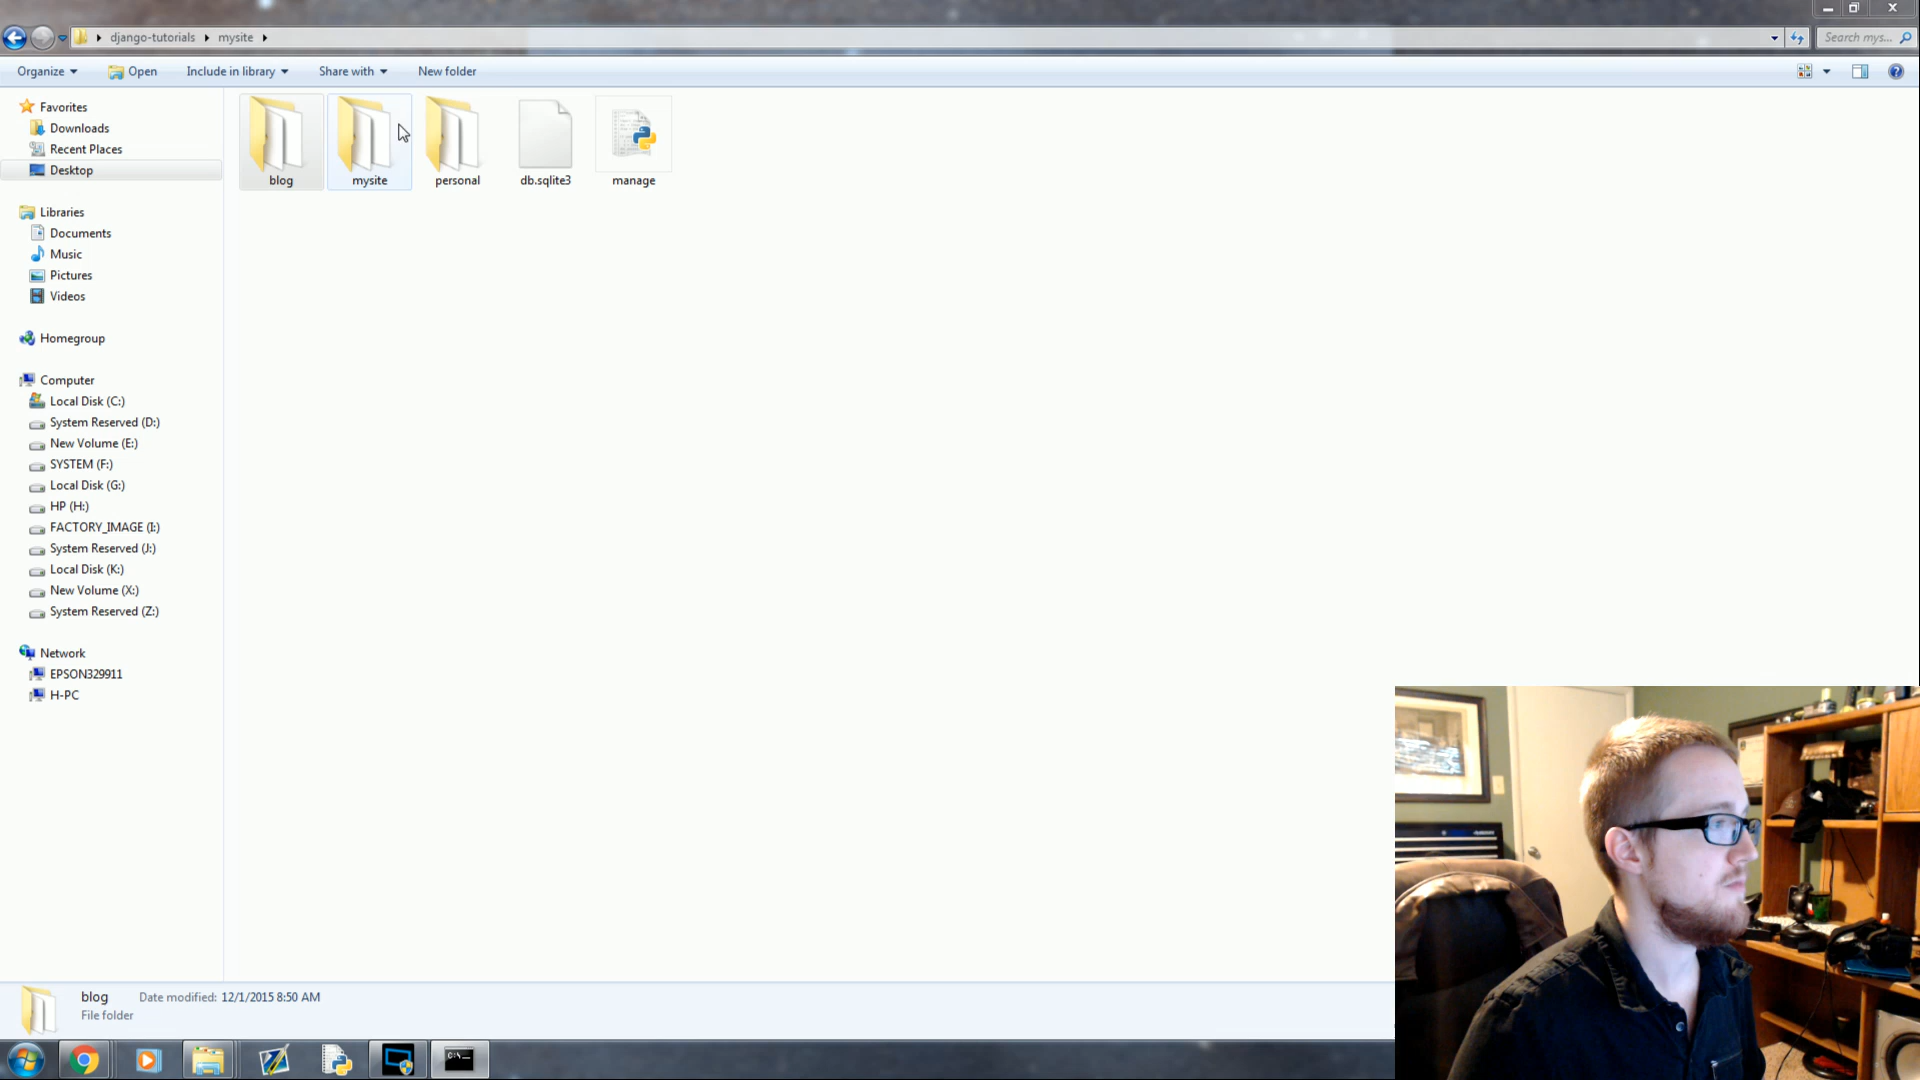 django-tutorials mysite
Search mys...
Organize Open Include in library Share with New folder
Favorites
Downloads
Recent Places
Desktop
Libraries
Documents
Music
Pictures
Videos
Homegroup
Computer
Local Disk (C:)
System Reserved (D:)
New Volume (E:)
SYSTEM (F:)
Local Disk (G:)
HP (H:)
FACTORY_IMAGE (I:)
System Reserved (J:)
Local Disk (K:)
New Volume (X:)
System Reserved (Z:)
Network
EPSON329911
H-PC
blog mysite personal db.sqlite3 manage
blog Date modified: 12/1/2015 8:50 AM
File folder
C:\